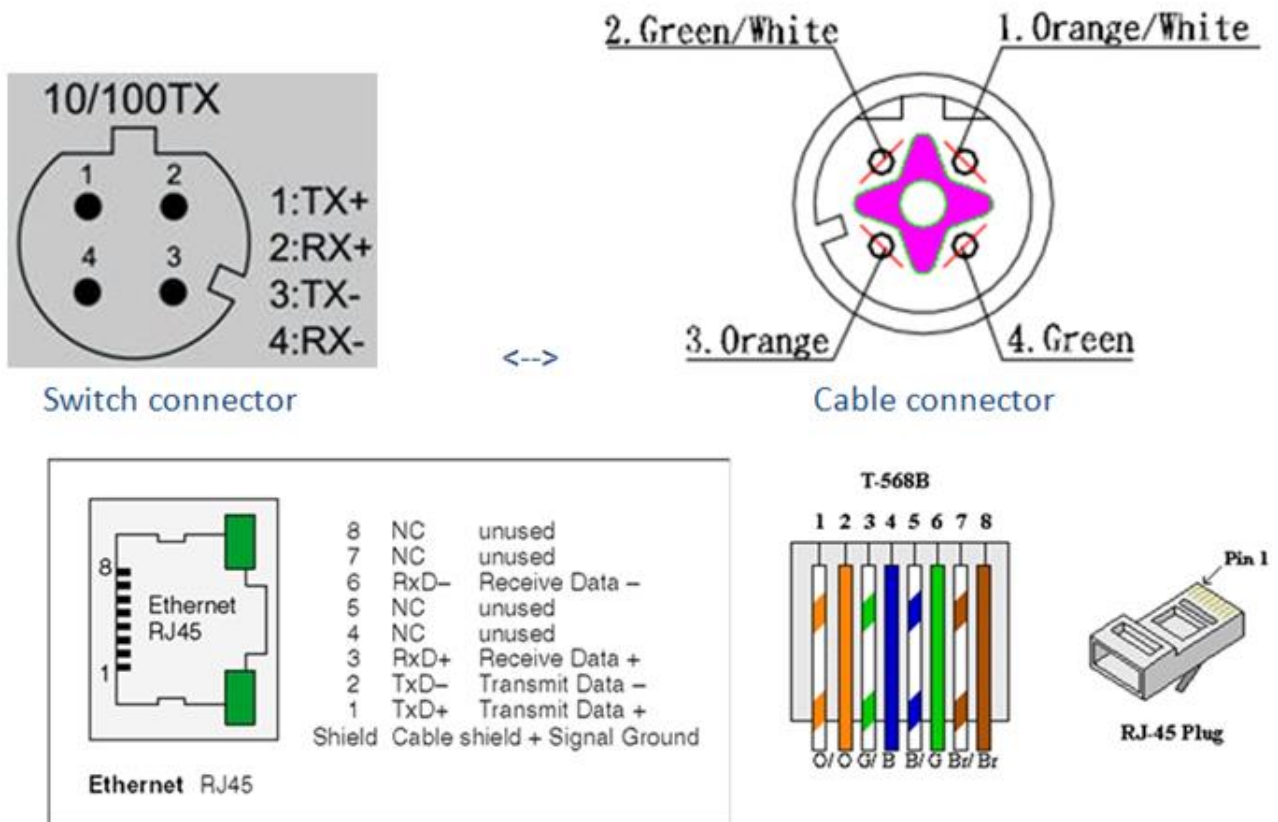 10/100TX
1
2
4
3
1:TX+
2:RX+
3:TX-
4:RX-
Switch connector
<-->
2.Green/White
1.Orange/White
3.Orange
4.Green
Cable connector
8
1
Ethernet
RJ45
8 NC unused
7 NC unused
6 RxD– Receive Data –
5 NC unused
4 NC unused
3 RxD+ Receive Data +
2 TxD– Transmit Data –
1 TxD+ Transmit Data +
Shield Cable shield + Signal Ground
Ethernet RJ45
T-568B
1 2 3 4 5 6 7 8
O/ O G/ B B/ G Br/ Br
Pin 1
RJ-45 Plug